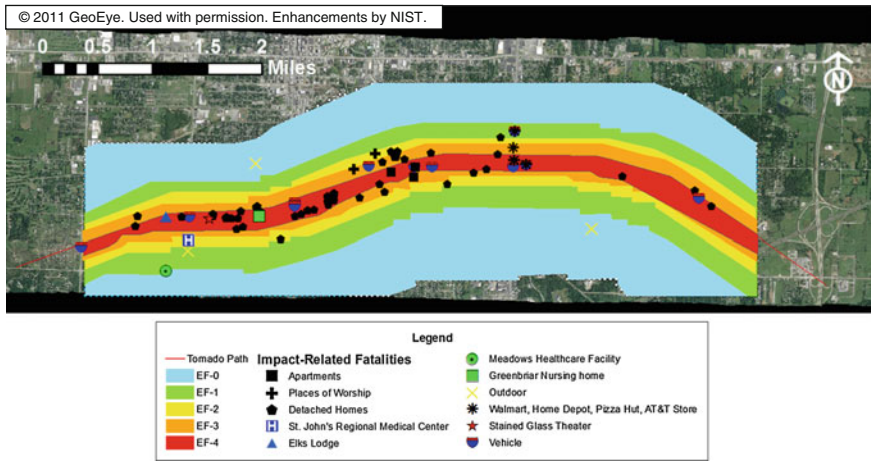 © 2011 GeoEye. Used with permission. Enhancements by NIST.
0 0.5 1 1.5 2
Miles
N
H
Legend
Tornado Path
EF-0
EF-1
EF-2
EF-3
EF-4
Impact-Related Fatalities
Apartments
Places of Worship
Detached Homes
H St. John's Regional Medical Center
Elks Lodge
Meadows Healthcare Facility
Greenbriar Nursing home
Outdoor
Walmart, Home Depot, Pizza Hut, AT&T Store
Stained Glass Theater
Vehicle